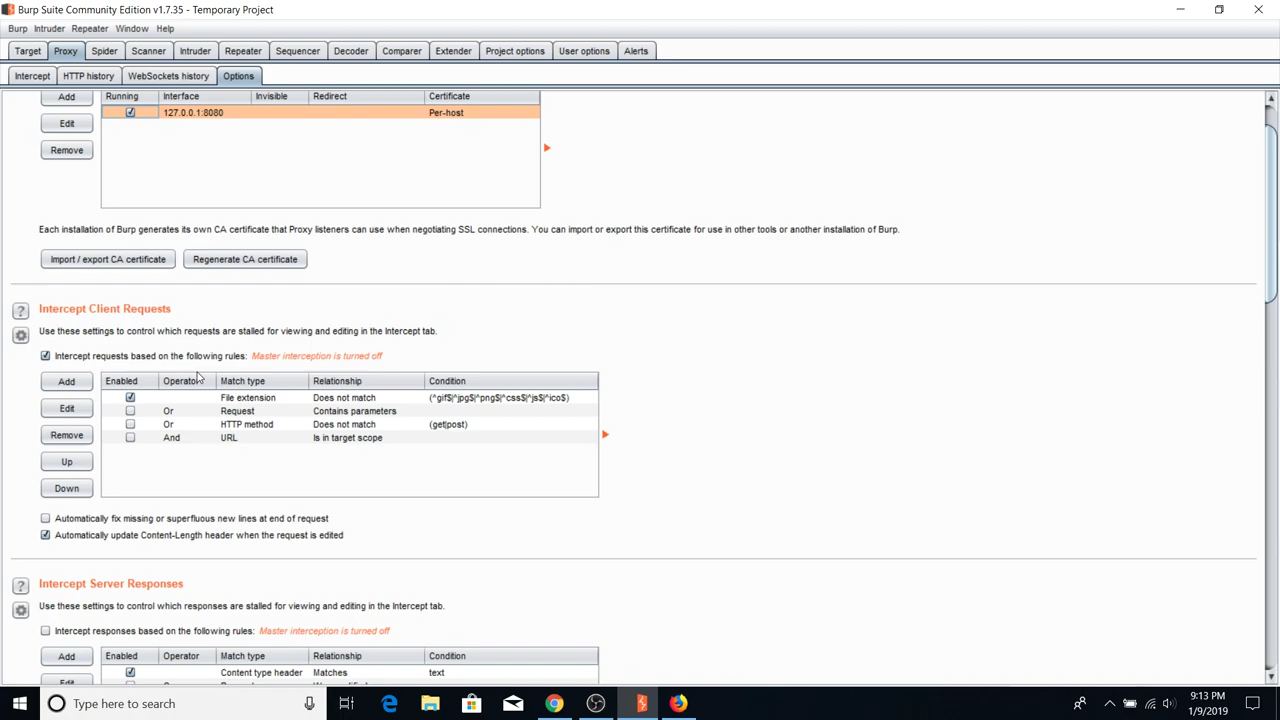 Burp Suite Community Edition v1.7.35 - Temporary Project
Burp Intruder Repeater Window Help
Target Proxy Spider Scanner Intruder Repeater Sequencer Decoder Comparer Extender Project options User options Alerts
Intercept HTTP history WebSockets history Options
Add Running Interface Invisible Redirect Certificate
127.0.0.1:8080 Per-host
Edit
Remove
Each installation of Burp generates its own CA certificate that Proxy listeners can use when negotiating SSL connections. You can import or export this certificate for use in other tools or another installation of Burp.
Import / export CA certificate Regenerate CA certificate
? Intercept Client Requests
Use these settings to control which requests are stalled for viewing and editing in the Intercept tab.
Intercept requests based on the following rules: Master interception is turned off
Add Enabled Operator Match type Relationship Condition
File extension Does not match (^gif$|^jpg$|^png$|^css$|^js$|^ico$)
Edit Or Request Contains parameters
Or HTTP method Does not match (get|post)
Remove And URL Is in target scope
Up
Down
Automatically fix missing or superfluous new lines at end of request
Automatically update Content-Length header when the request is edited
? Intercept Server Responses
Use these settings to control which responses are stalled for viewing and editing in the Intercept tab.
Intercept responses based on the following rules: Master interception is turned off
Add Enabled Operator Match type Relationship Condition
Content type header Matches text
Edit
Type here to search
9:13 PM
1/9/2019